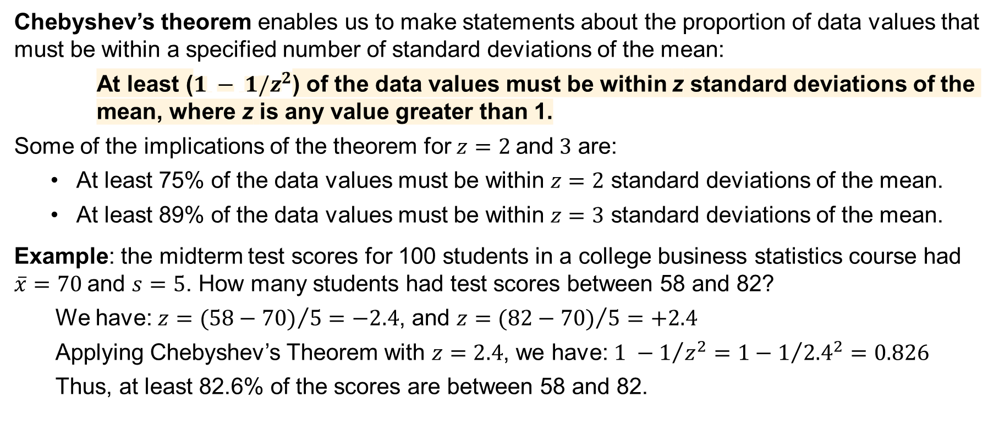 Chebyshev’s theorem enables us to make statements about the proportion of data values that
must be within a specified number of standard deviations of the mean:
At least (1 − 1/z²) of the data values must be within z standard deviations of the
mean, where z is any value greater than 1.
Some of the implications of the theorem for z = 2 and 3 are:
• At least 75% of the data values must be within z = 2 standard deviations of the mean.
• At least 89% of the data values must be within z = 3 standard deviations of the mean.
Example: the midterm test scores for 100 students in a college business statistics course had
x̄ = 70 and s = 5. How many students had test scores between 58 and 82?
We have: z = (58 − 70)/5 = −2.4, and z = (82 − 70)/5 = +2.4
Applying Chebyshev’s Theorem with z = 2.4, we have: 1 − 1/z² = 1 − 1/2.4² = 0.826
Thus, at least 82.6% of the scores are between 58 and 82.